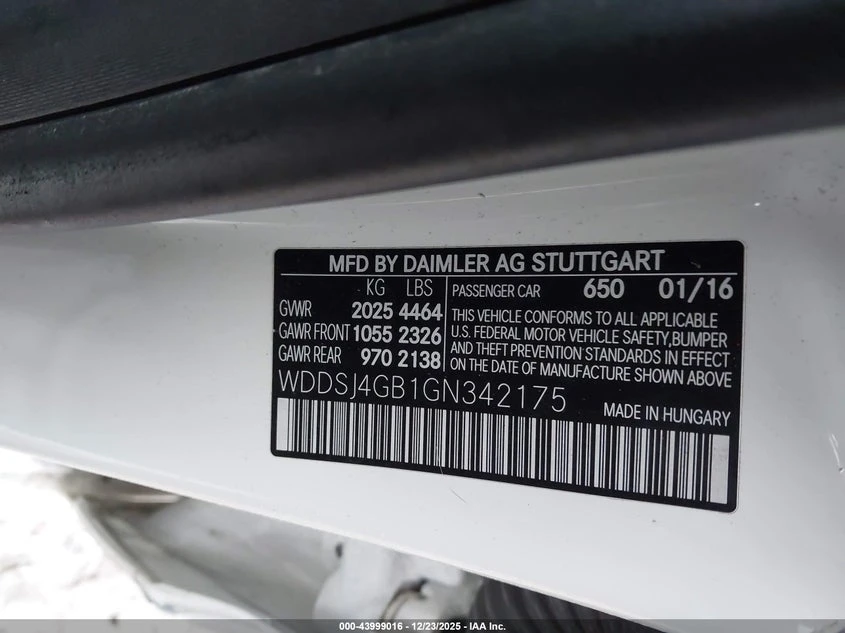 MFD BY DAIMLER AG STUTTGART
KG LBS
GVWR 2025 4464
GAWR FRONT 1055 2326
GAWR REAR 970 2138
PASSENGER CAR 650 01/16
THIS VEHICLE CONFORMS TO ALL APPLICABLE
U.S. FEDERAL MOTOR VEHICLE SAFETY,BUMPER
AND THEFT PREVENTION STANDARDS IN EFFECT
ON THE DATE OF MANUFACTURE SHOWN ABOVE
WDDSJ4GB1GN342175
MADE IN HUNGARY
000-43999016 - 12/23/2025 - IAA Inc.